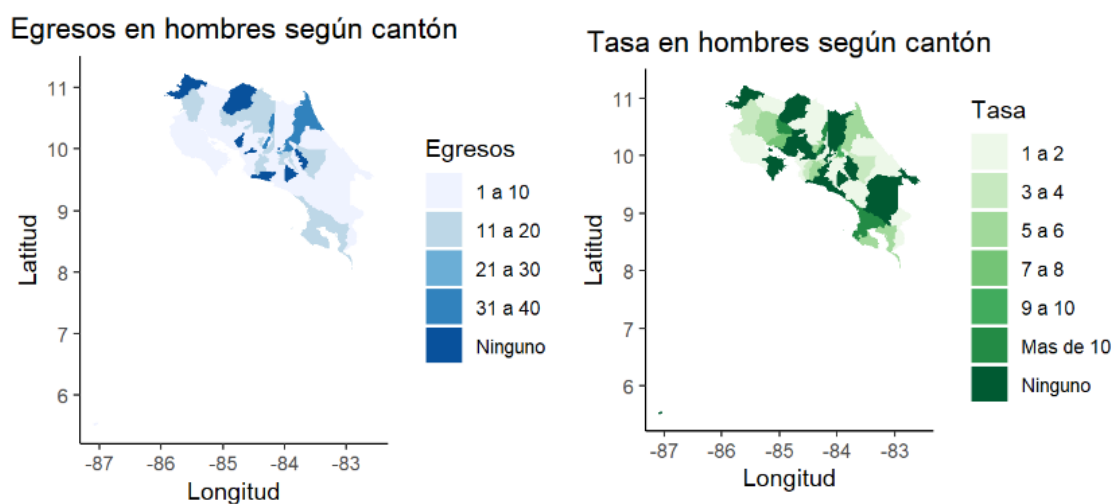 Egresos en hombres según cantón
11
10
9
8
7
6
Latitud
-87
-86
-85
-84
-83
Longitud
Egresos
1 a 10
11 a 20
21 a 30
31 a 40
Ninguno
Tasa en hombres según cantón
11
10
9
8
7
6
Latitud
-87
-86
-85
-84
-83
Longitud
Tasa
1 a 2
3 a 4
5 a 6
7 a 8
9 a 10
Mas de 10
Ninguno